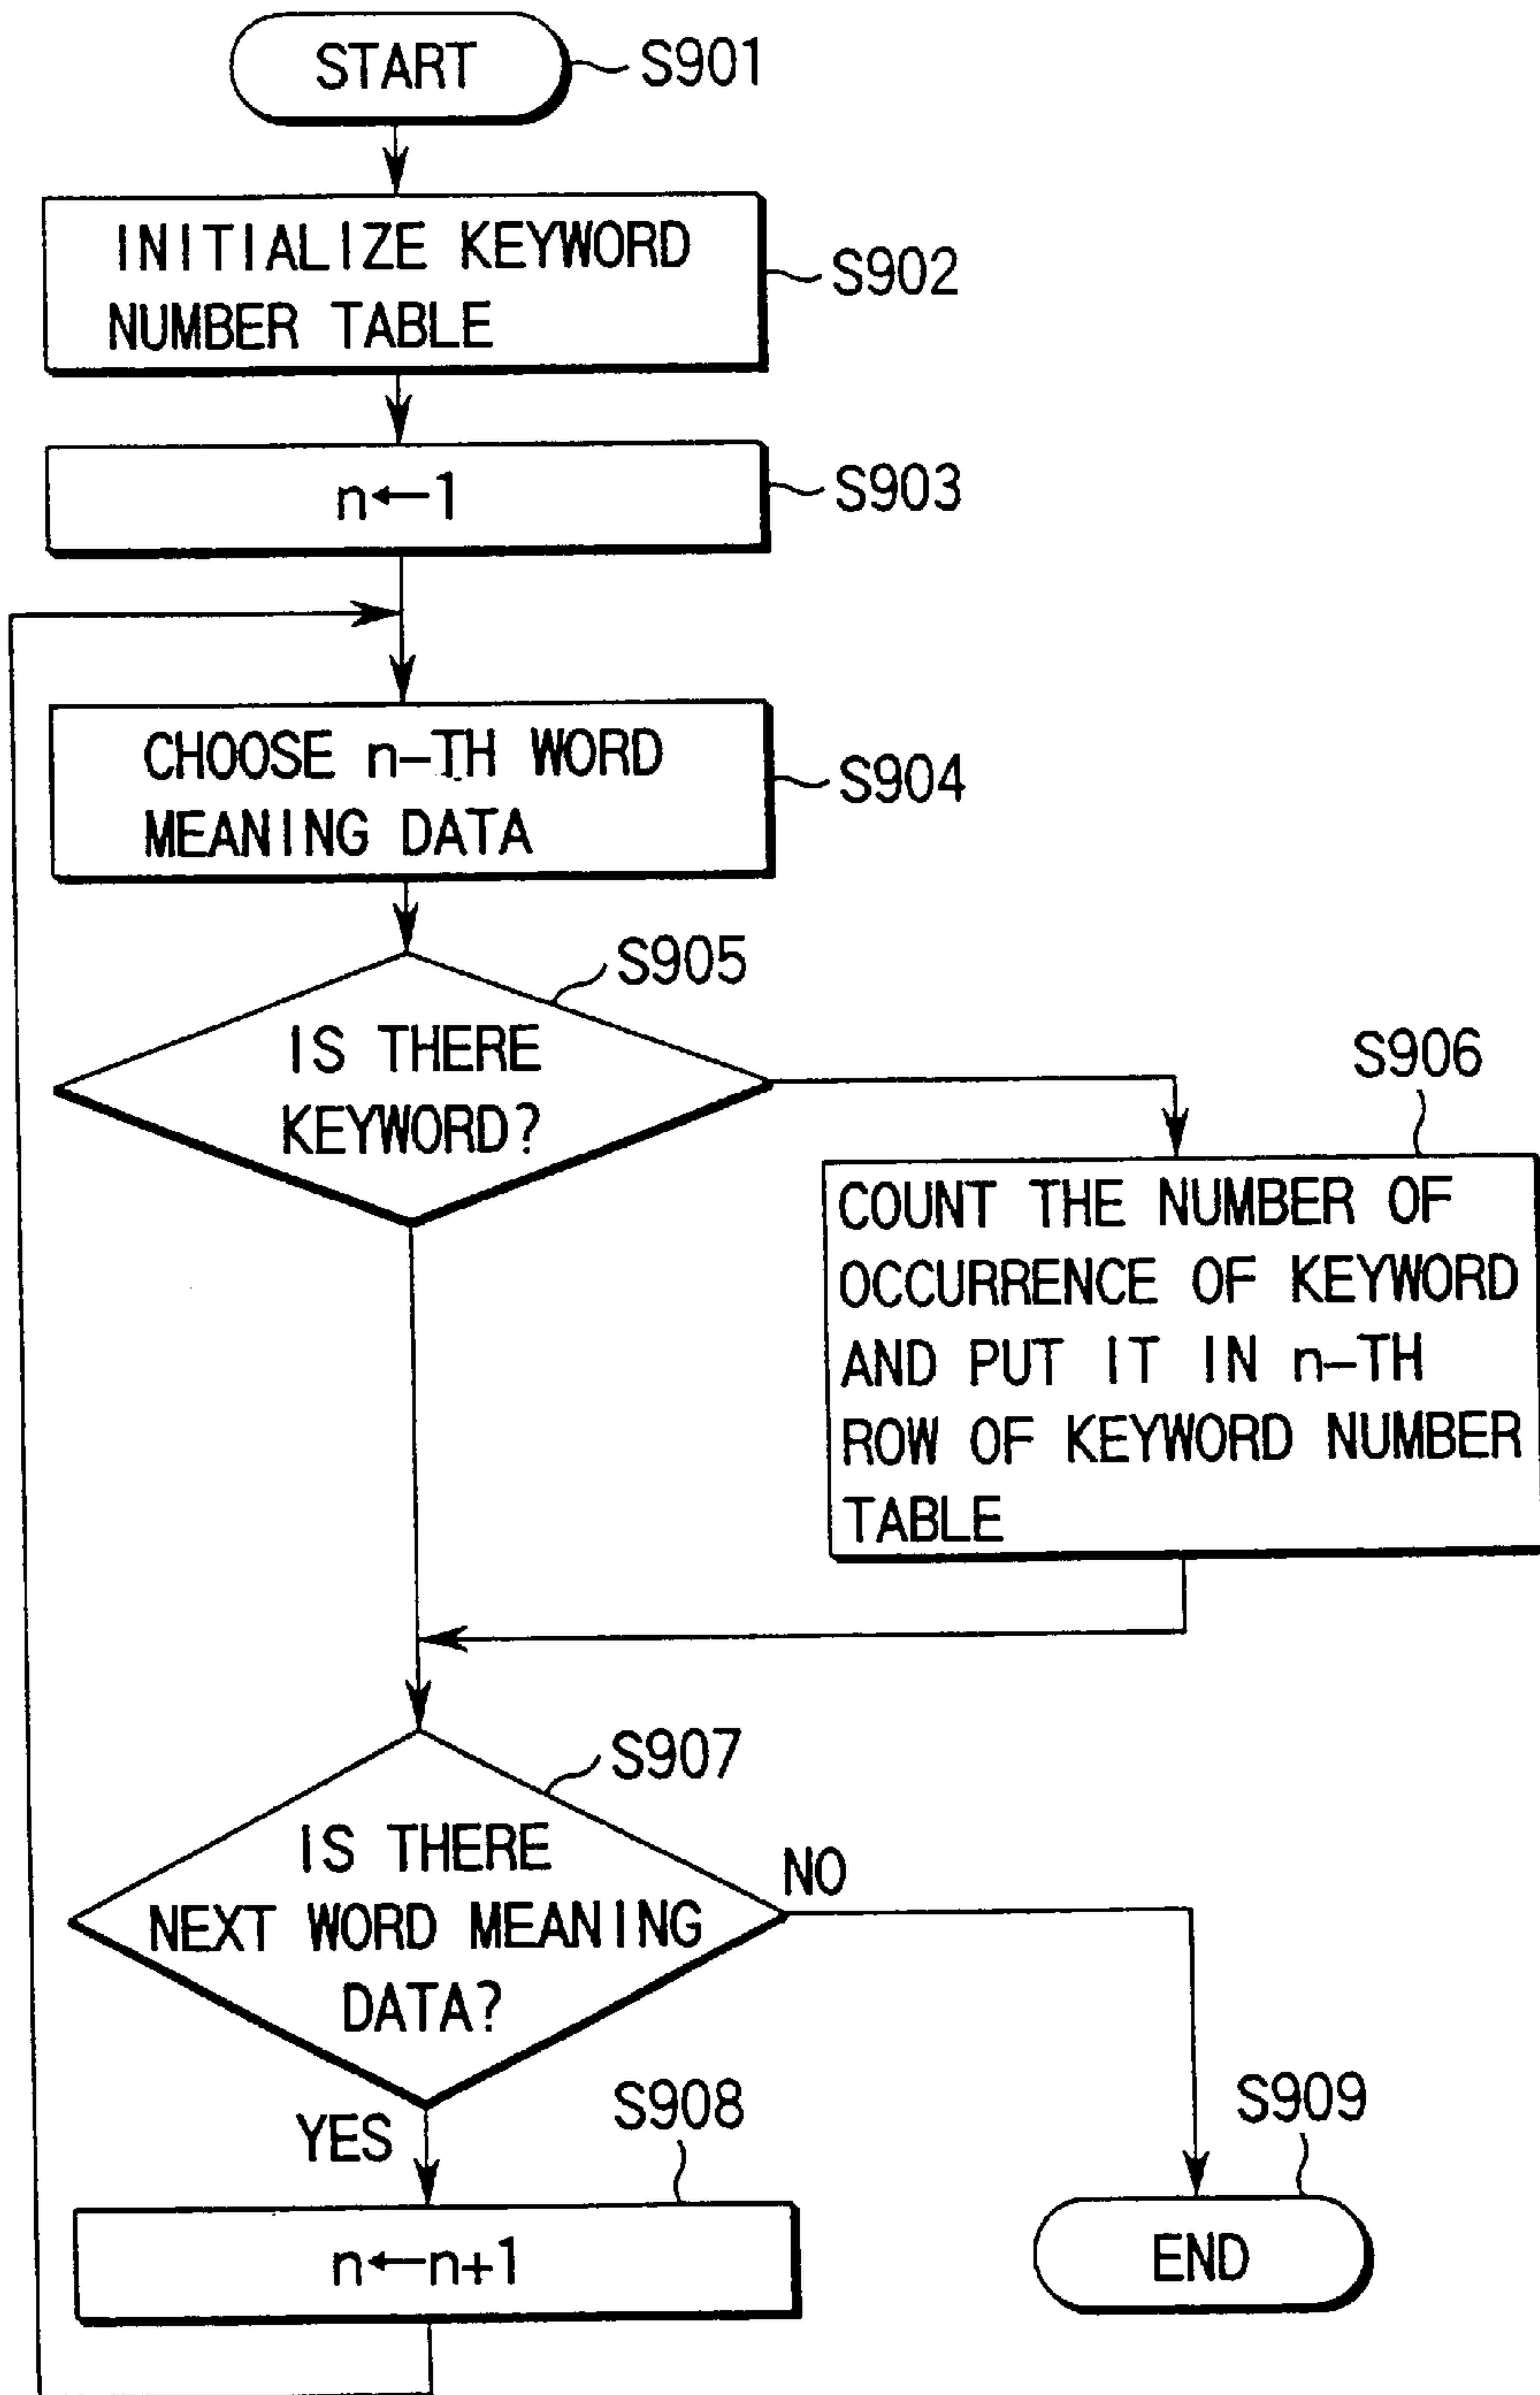 START
S901
INITIALIZE KEYWORD
NUMBER TABLE
S902
n←1
S903
CHOOSE n-TH WORD
MEANING DATA
S904
S905
IS THERE
KEYWORD?
S906
COUNT THE NUMBER OF
OCCURRENCE OF KEYWORD
AND PUT IT IN n-TH
ROW OF KEYWORD NUMBER
TABLE
S907
IS THERE
NEXT WORD MEANING
DATA?
NO
YES
S908
n←n+1
S909
END